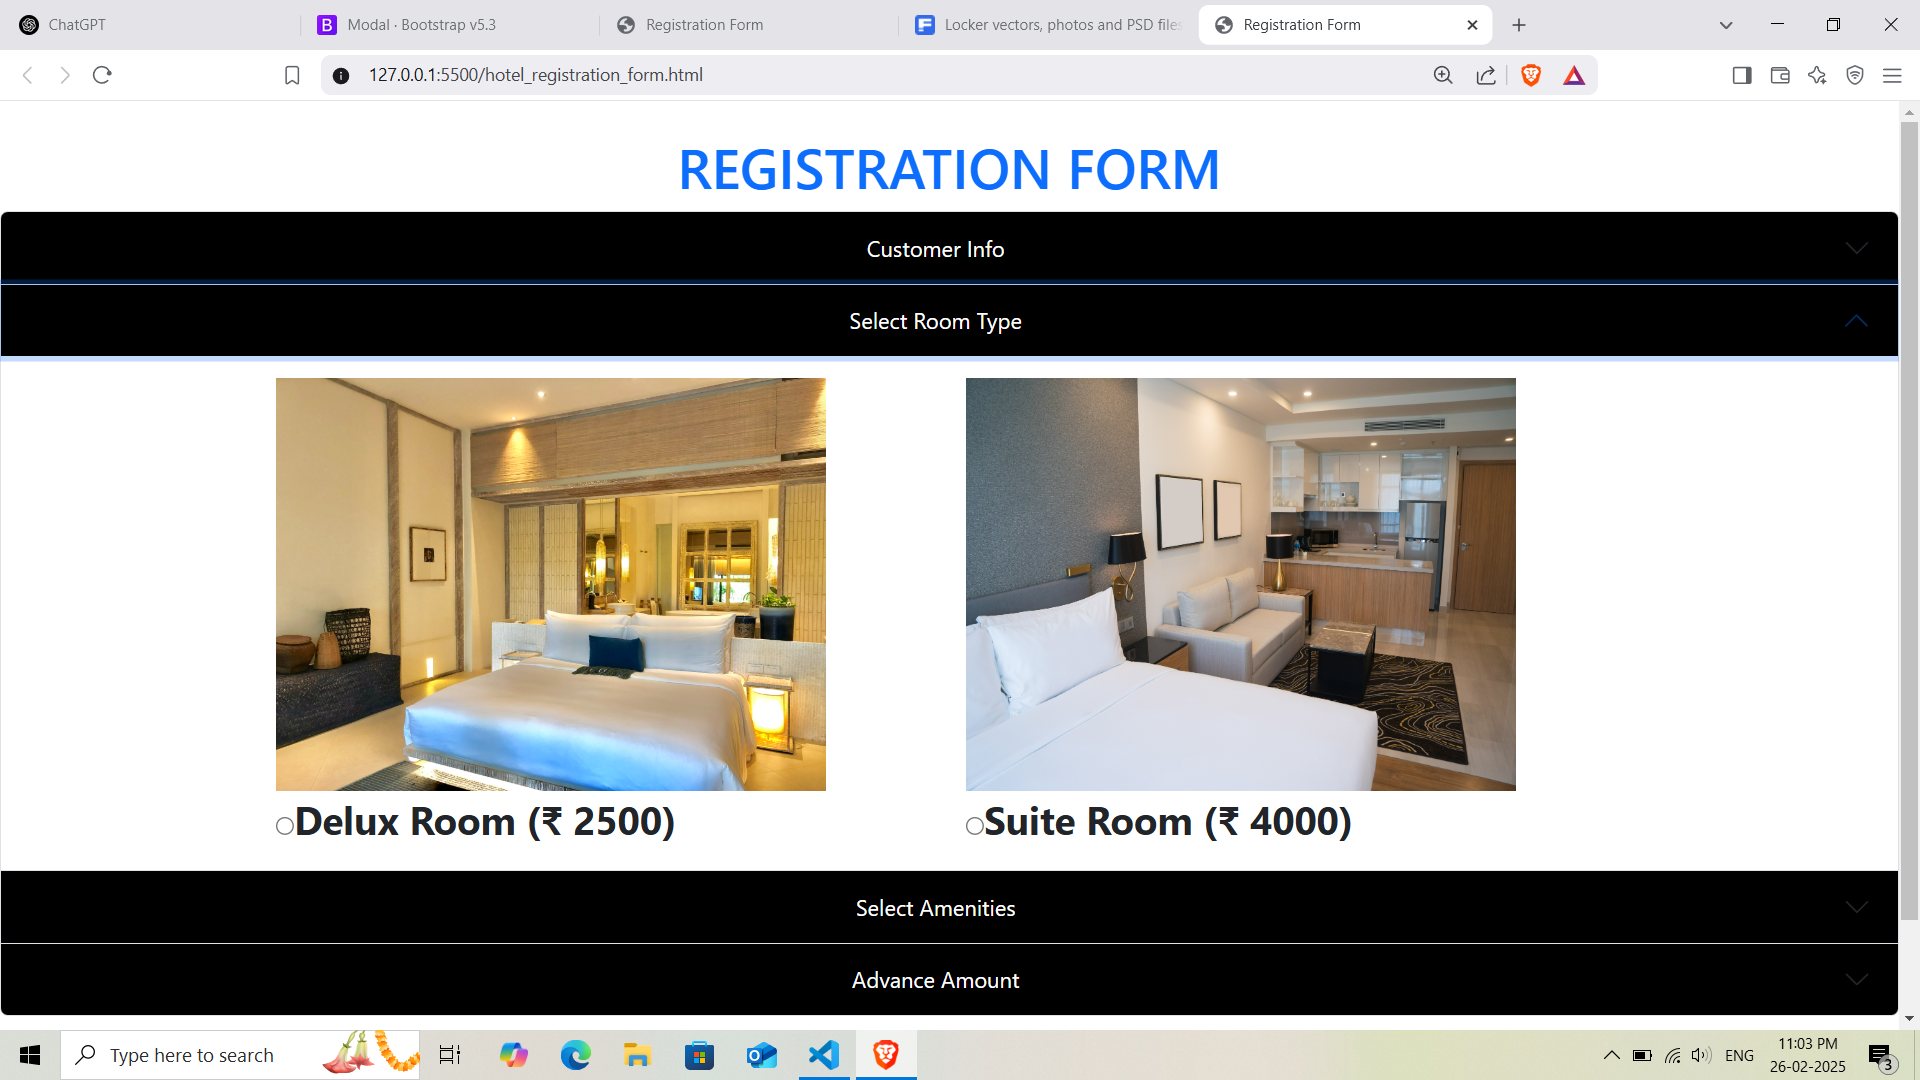 ChatGPT
B Modal · Bootstrap v5.3
Registration Form
Locker vectors, photos and PSD files
Registration Form
127.0.0.1:5500/hotel_registration_form.html
REGISTRATION FORM
Customer Info
Select Room Type
Delux Room (₹ 2500)
Suite Room (₹ 4000)
Select Amenities
Advance Amount
Type here to search
ENG
11:03 PM
26-02-2025
3